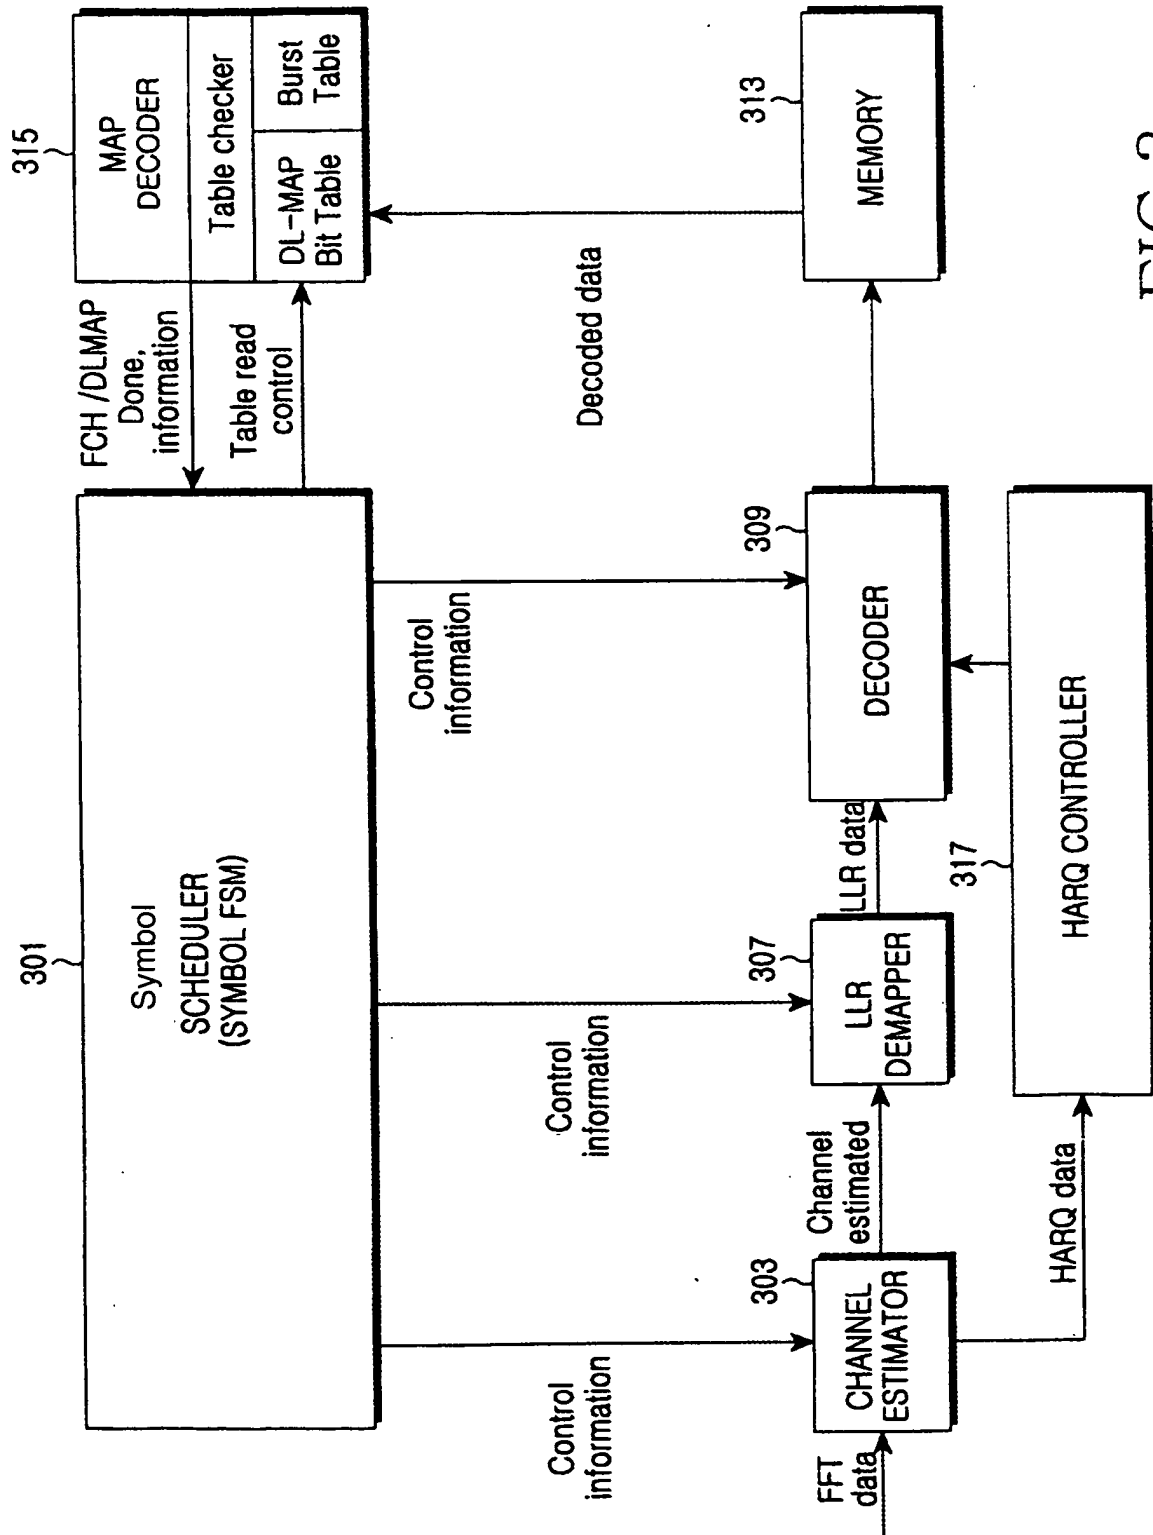 301
Symbol
SCHEDULER
(SYMBOL FSM)
FCH /DLMAP
Done,
information
Table read
control
315
MAP
DECODER
Table checker
DL-MAP
Bit Table
Burst
Table
Control
information
Control
information
Control
information
Decoded data
FFT
data
303
CHANNEL
ESTIMATOR
Channel
estimated
307
LLR
DEMAPPER
LLR data
309
DECODER
313
MEMORY
HARQ data
317
HARQ CONTROLLER